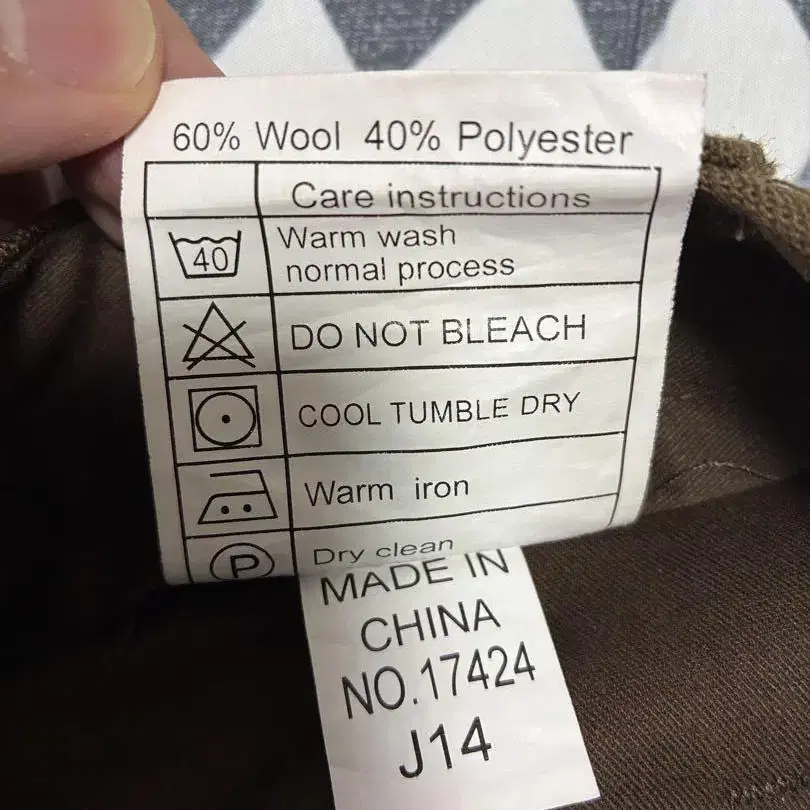 60% Wool 40% Polyester
Care instructions
40
Warm wash
normal process
DO NOT BLEACH
COOL TUMBLE DRY
Warm iron
P
Dry clean
MADE IN
CHINA
NO.17424
J14